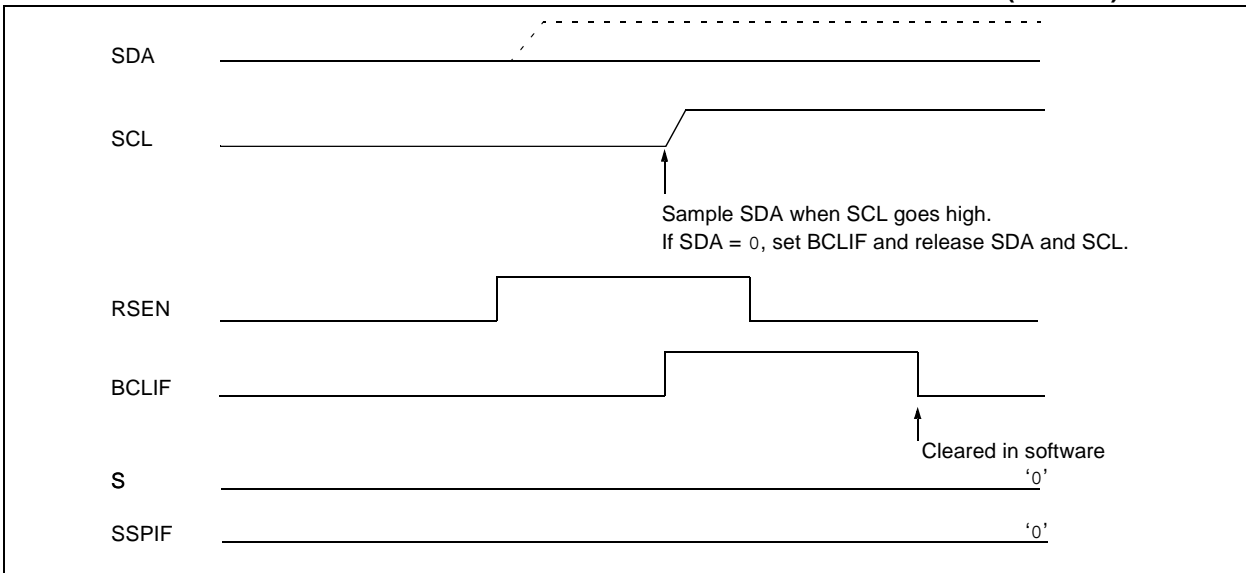 SDA
SCL
Sample SDA when SCL goes high.
If SDA = 0, set BCLIF and release SDA and SCL.
RSEN
BCLIF
Cleared in software
S
'0'
SSPIF
'0'